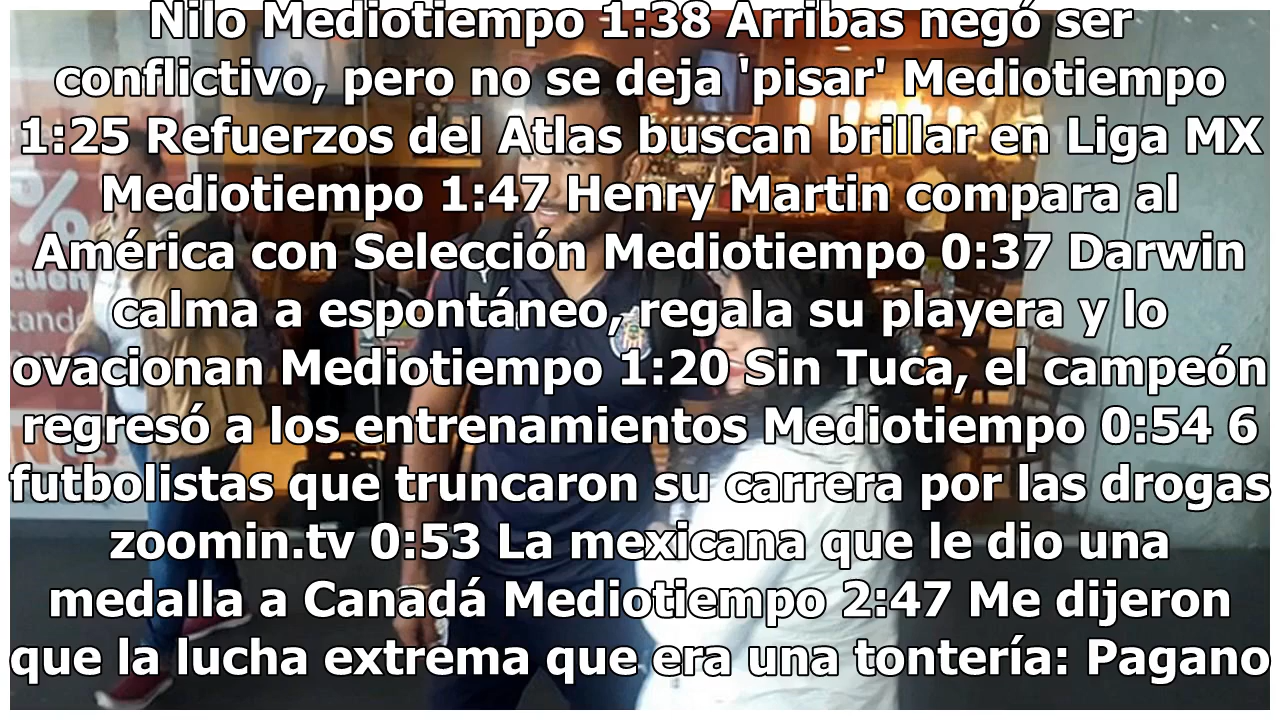 Nilo Mediotiempo 1:38 Arribas negó ser
conflictivo, pero no se deja 'pisar' Mediotiempo
1:25 Refuerzos del Atlas buscan brillar en Liga MX
Mediotiempo 1:47 Henry Martin compara al
América con Selección Mediotiempo 0:37 Darwin
calma a espontáneo, regala su playera y lo
ovacionan Mediotiempo 1:20 Sin Tuca, el campeón
regresó a los entrenamientos Mediotiempo 0:54 6
futbolistas que truncaron su carrera por las drogas
zoomin.tv 0:53 La mexicana que le dio una
medalla a Canadá Mediotiempo 2:47 Me dijeron
que la lucha extrema que era una tontería: Pagano
%